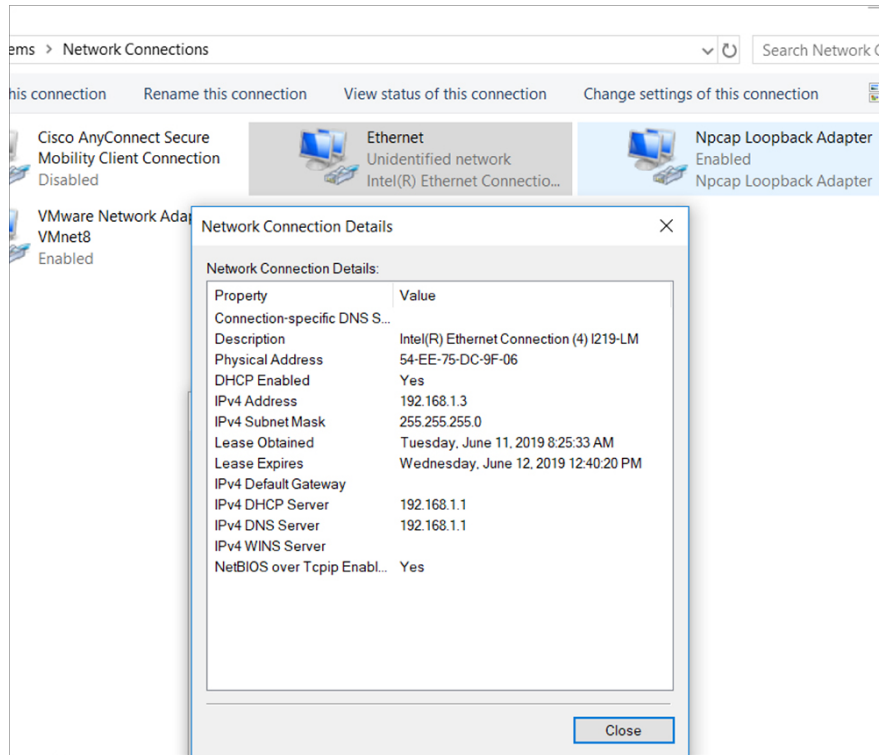 ems > Network Connections
Search Network C
his connection Rename this connection View status of this connection Change settings of this connection
Cisco AnyConnect Secure
Mobility Client Connection
Disabled
Ethernet
Unidentified network
Intel(R) Ethernet Connectio...
Npcap Loopback Adapter
Enabled
Npcap Loopback Adapter
VMware Network Adap
VMnet8
Enabled
Network Connection Details
Network Connection Details:
Property Value
Connection-specific DNS S...
Description Intel(R) Ethernet Connection (4) I219-LM
Physical Address 54-EE-75-DC-9F-06
DHCP Enabled Yes
IPv4 Address 192.168.1.3
IPv4 Subnet Mask 255.255.255.0
Lease Obtained Tuesday, June 11, 2019 8:25:33 AM
Lease Expires Wednesday, June 12, 2019 12:40:20 PM
IPv4 Default Gateway
IPv4 DHCP Server 192.168.1.1
IPv4 DNS Server 192.168.1.1
IPv4 WINS Server
NetBIOS over Tcpip Enabl... Yes
Close